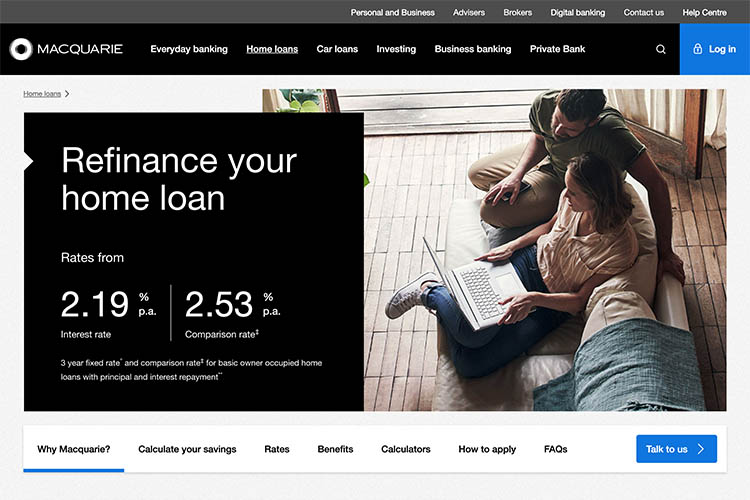 Personal and Business Advisers Brokers Digital banking Contact us Help Centre
MACQUARIE Everyday banking Home loans Car loans Investing Business banking Private Bank Log in
Home loans
Refinance your
home loan
Rates from
2.19 % p.a. 2.53 % p.a.
Interest rate Comparison rate‡
3 year fixed rate^ and comparison rate‡ for basic owner occupied home
loans with principal and interest repayment**
Why Macquarie? Calculate your savings Rates Benefits Calculators How to apply FAQs Talk to us